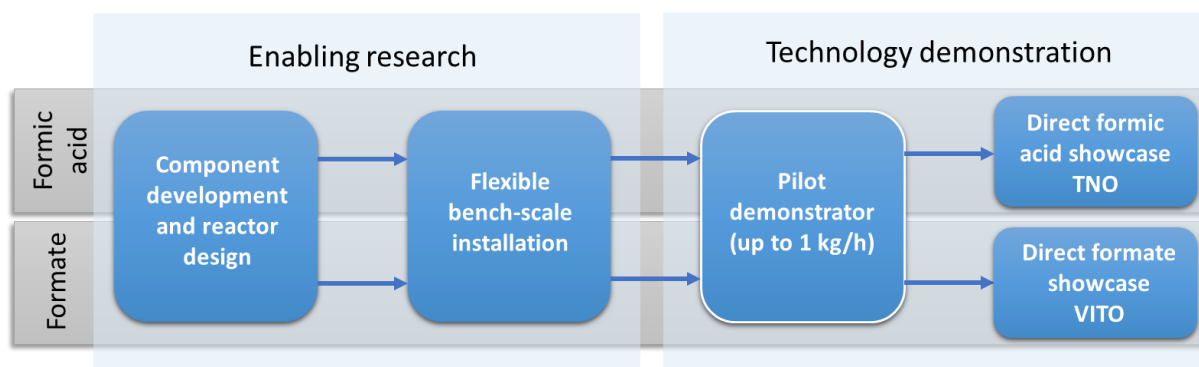 Enabling research
Technology demonstration
Formic
acid
Formate
Component
development
and reactor
design
Flexible
bench-scale
installation
Pilot
demonstrator
(up to 1 kg/h)
Direct formic
acid showcase
TNO
Direct formate
showcase
VITO